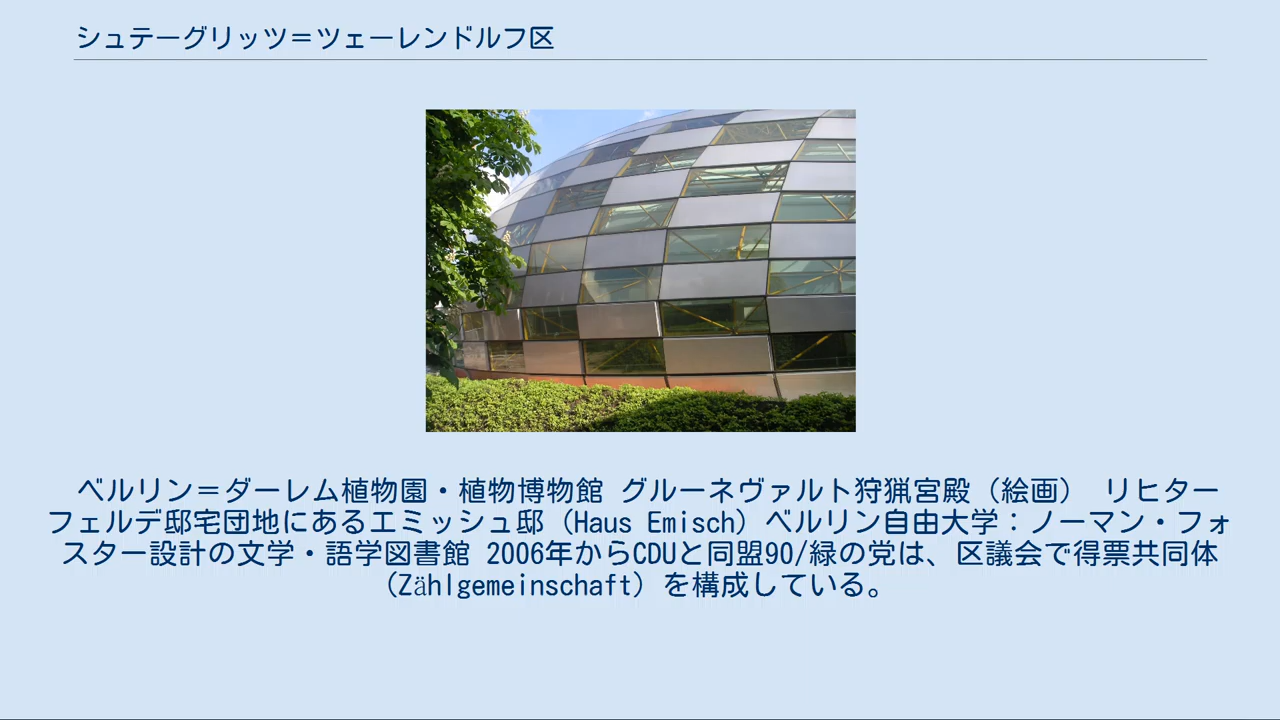 シュテーグリッツ＝ツェーレンドルフ区
ベルリン＝ダーレム植物園・植物博物館 グルーネヴァルト狩猟宮殿（絵画） リヒター
フェルデ邸宅団地にあるエミッシュ邸（Haus Emisch）ベルリン自由大学：ノーマン・フォ
スター設計の文学・語学図書館 2006年からCDUと同盟90/緑の党は、区議会で得票共同体
（Zählgemeinschaft）を構成している。